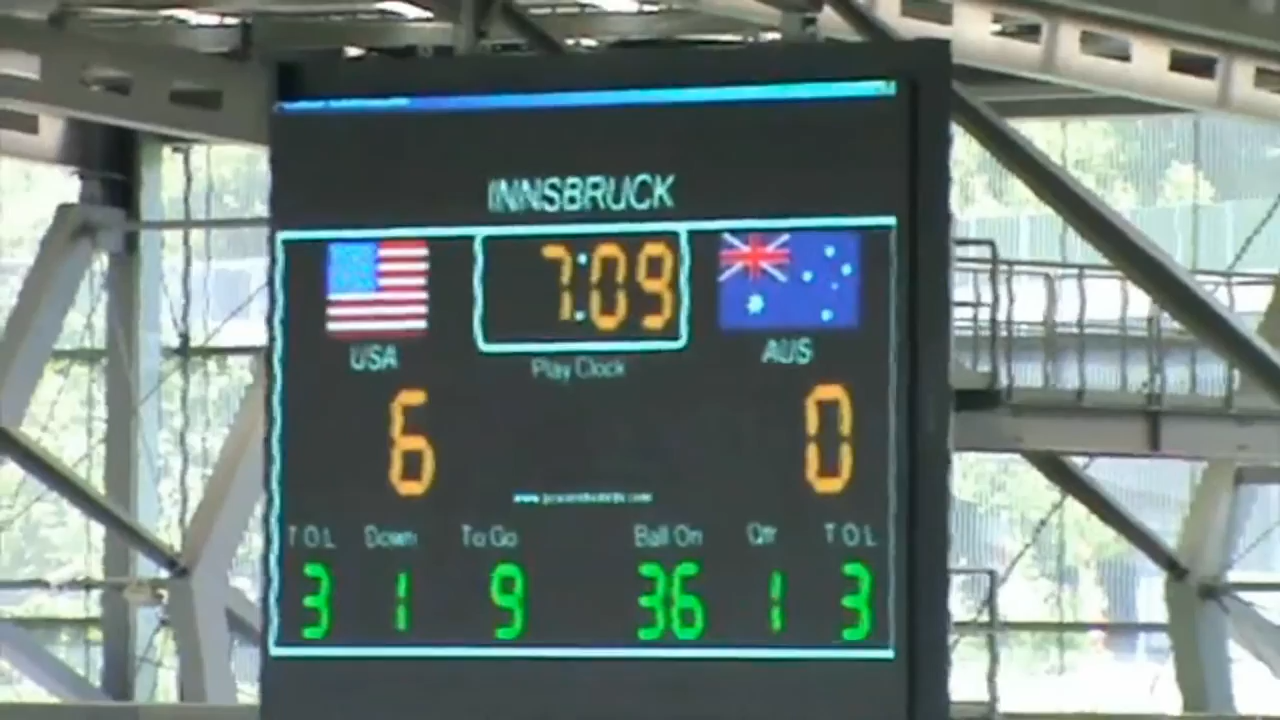 INNSBRUCK
7:09
USA
Play Clock
AUS
6
0
T O L Down To Go Ball On Qtr T O L
3 1 9 36 1 3